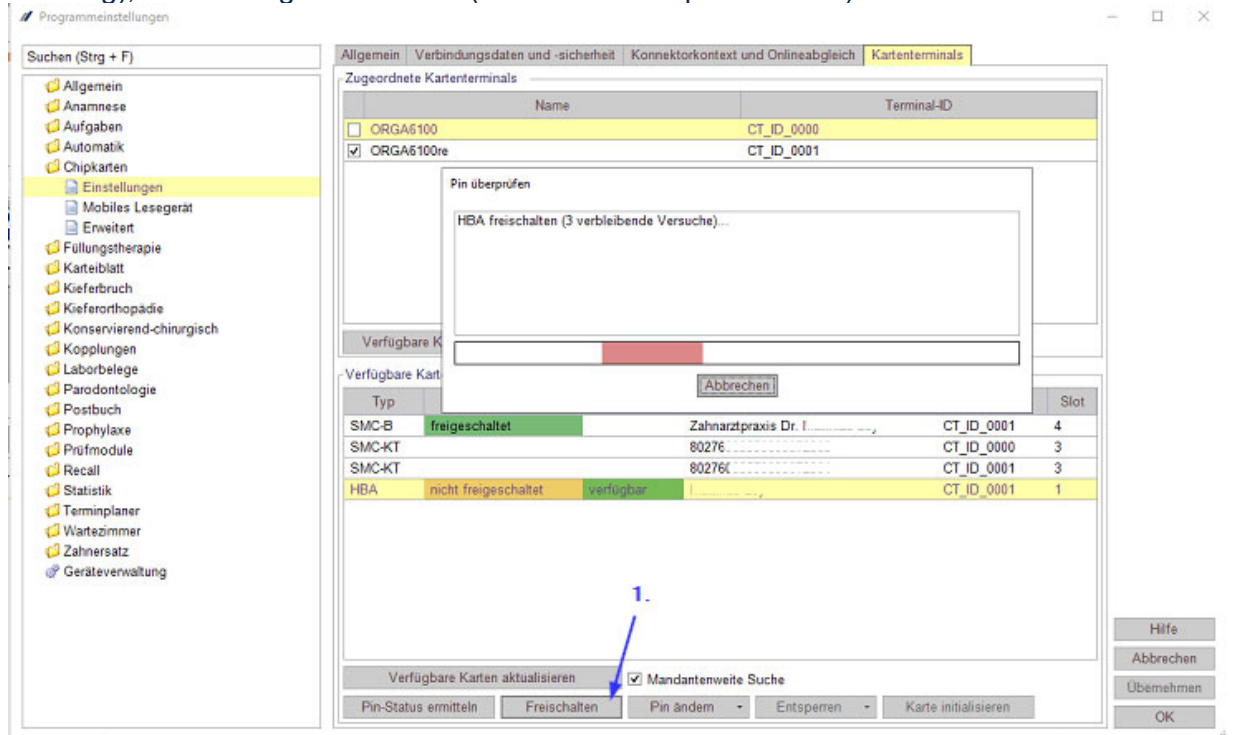 Programmeinstellungen
Suchen (Strg + F)
Allgemein
Anamnese
Aufgaben
Automatik
Chipkarten
Einstellungen
Mobiles Lesegerät
Erweitert
Füllungstherapie
Karteiblatt
Kieferbruch
Kieferorthopädie
Konservierend-chirurgisch
Kopplungen
Laborbelege
Parodontologie
Postbuch
Prophylaxe
Prüfmodule
Recall
Statistik
Terminplaner
Wartezimmer
Zahnersatz
Geräteverwaltung
Allgemein Verbindungsdaten und -sicherheit Konnektorkontext und Onlineabgleich Kartenterminals
Zugeordnete Kartenterminals
Name Terminal-ID
ORGA6100 CT_ID_0000
ORGA6100re CT_ID_0001
Pin überprüfen
HBA freischalten (3 verbleibende Versuche)...
Abbrechen
Verfügbare K
Verfügbare Kart
Typ Slot
SMC-B freigeschaltet Zahnarztpraxis Dr. CT_ID_0001 4
SMC-KT 80276 CT_ID_0000 3
SMC-KT 80276 CT_ID_0001 3
HBA nicht freigeschaltet verfügbar CT_ID_0001 1
1.
Verfügbare Karten aktualisieren Mandantenweite Suche
Pin-Status ermitteln Freischalten Pin ändern Entsperren Karte initialisieren
Hilfe
Abbrechen
Übernehmen
OK